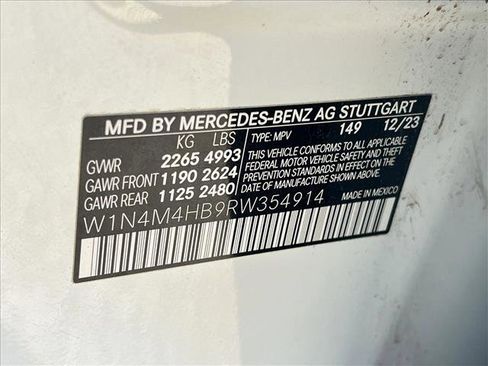 MFD BY MERCEDES-BENZ AG STUTTGART
KG LBS TYPE: MPV 149 12/23
GWWR 2265 4993
GAWR FRONT 1190 2624
GAWR REAR 1125 2480
THIS VEHICLE CONFORMS TO ALL APPLICABLE
FEDERAL MOTOR VEHICLE SAFETY AND THEFT
PREVENTION STANDARDS IN EFFECT ON THE DATE
OF MANUFACTURE SHOWN ABOVE.
W1N4M4HB9RW354914 MADE IN MEXICO